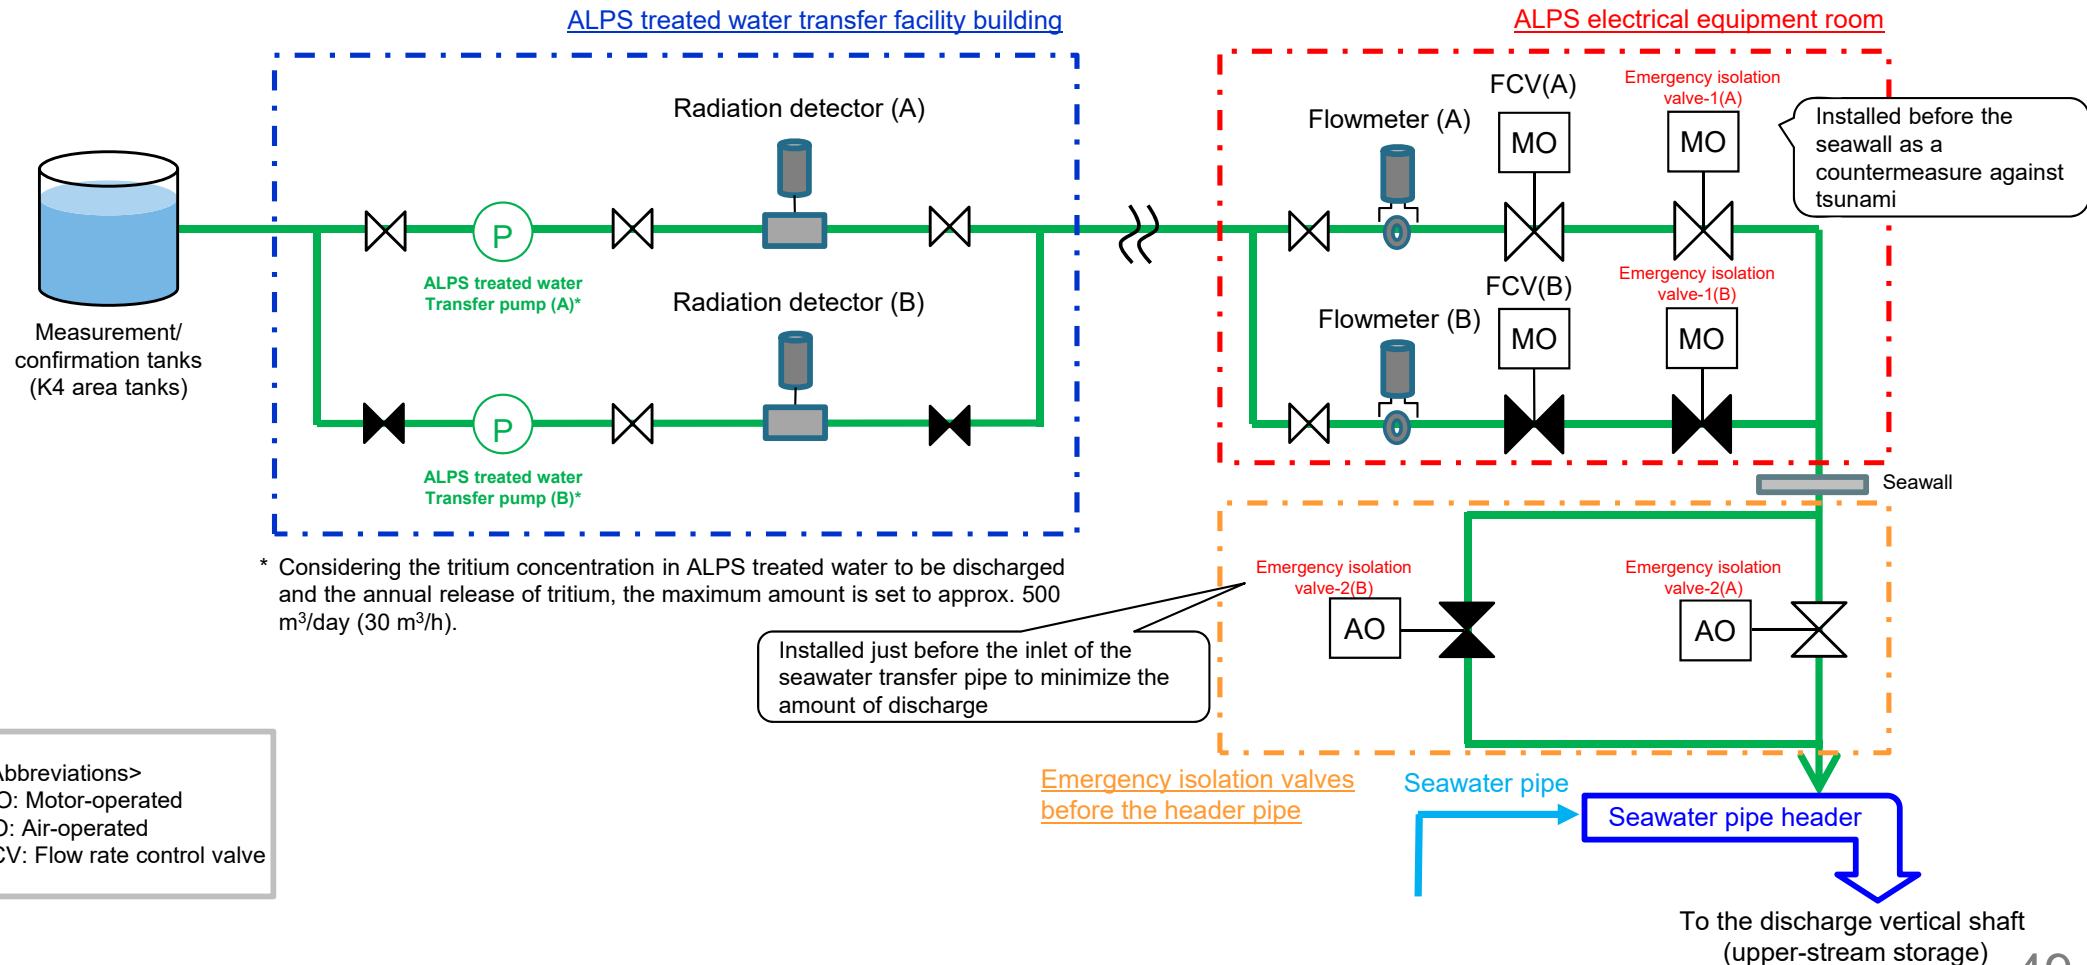 ALPS treated water transfer facility building
ALPS electrical equipment room
Radiation detector (A)
Flowmeter (A)
FCV(A)
MO
Emergency isolation
valve-1(A)
MO
Installed before the
seawall as a
countermeasure against
tsunami
P
ALPS treated water
Transfer pump (A)*
Measurement/
confirmation tanks
(K4 area tanks)
Radiation detector (B)
Flowmeter (B)
FCV(B)
MO
Emergency isolation
valve-1(B)
MO
P
ALPS treated water
Transfer pump (B)*
Seawall
* Considering the tritium concentration in ALPS treated water to be discharged
and the annual release of tritium, the maximum amount is set to approx. 500
m³/day (30 m³/h).
Emergency isolation
valve-2(B)
AO
Emergency isolation
valve-2(A)
AO
Installed just before the inlet of the
seawater transfer pipe to minimize the
amount of discharge
Abbreviations>
O: Motor-operated
O: Air-operated
CV: Flow rate control valve
Emergency isolation valves
before the header pipe
Seawater pipe
Seawater pipe header
To the discharge vertical shaft
(upper-stream storage)